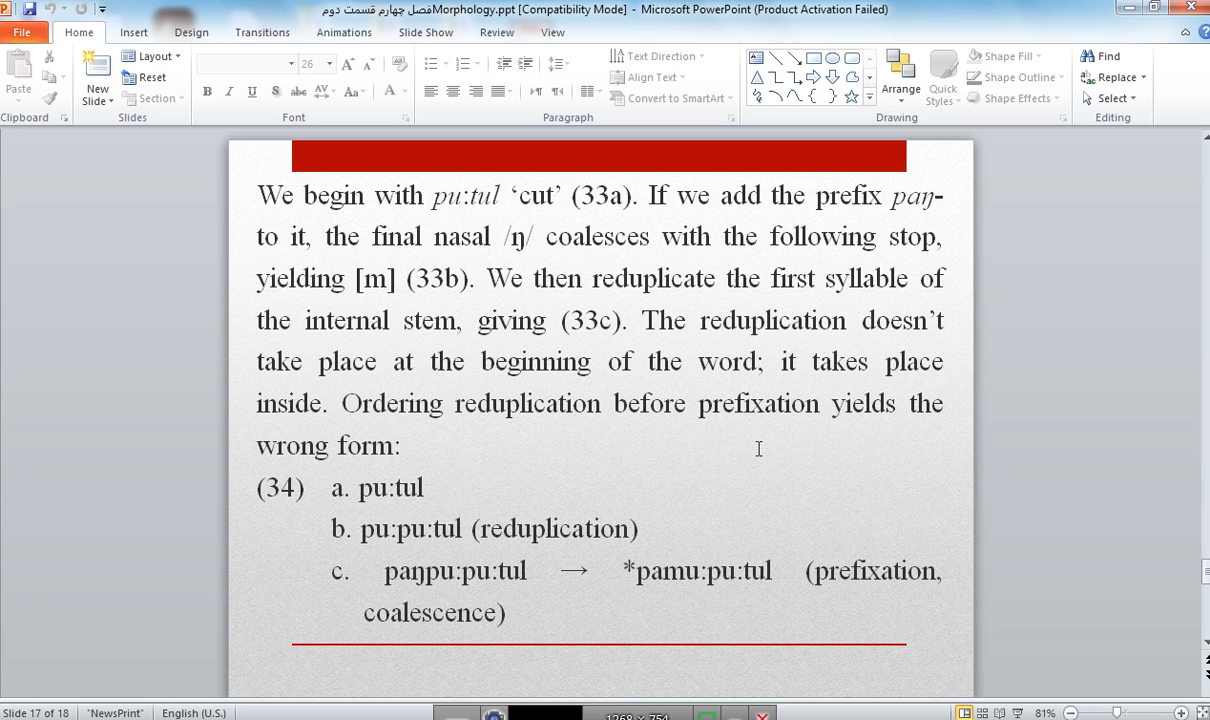 فصل چهارم قسمت دومMorphology.ppt [Compatibility Mode] - Microsoft PowerPoint (Product Activation Failed)
File Home Insert Design Transitions Animations Slide Show Review View
Paste
Clipboard
New Slide
Layout
Reset
Section
Slides
26
B I U S abc AV Aa A
Font
Paragraph
Text Direction
Align Text
Convert to SmartArt
Arrange
Quick Styles
Shape Fill
Shape Outline
Shape Effects
Drawing
Find
Replace
Select
Editing
We begin with pu:tul ‘cut’ (33a). If we add the prefix paŋ-
to it, the final nasal /ŋ/ coalesces with the following stop,
yielding [m] (33b). We then reduplicate the first syllable of
the internal stem, giving (33c). The reduplication doesn’t
take place at the beginning of the word; it takes place
inside. Ordering reduplication before prefixation yields the
wrong form:
(34) a. pu:tul
b. pu:pu:tul (reduplication)
c. paŋpu:pu:tul → *pamu:pu:tul (prefixation,
coalescence)
Slide 17 of 18 "NewsPrint" English (U.S.) 1268 × 754 81%